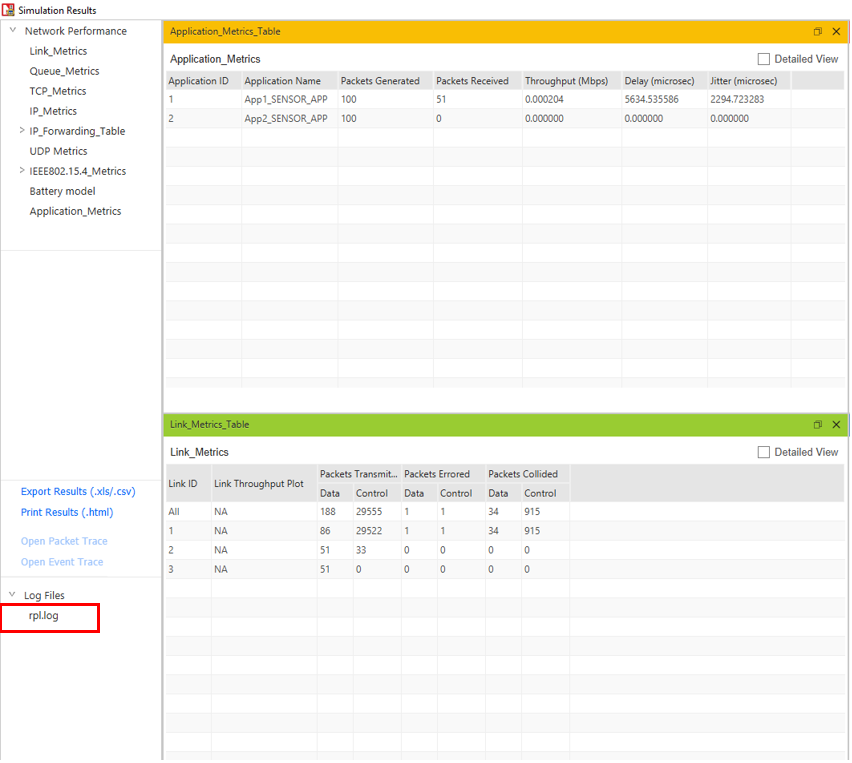 Simulation Results
Network Performance
Link_Metrics
Queue_Metrics
TCP_Metrics
IP_Metrics
IP_Forwarding_Table
UDP Metrics
IEEE802.15.4_Metrics
Battery model
Application_Metrics
Export Results (.xls/.csv)
Print Results (.html)
Open Packet Trace
Open Event Trace
Log Files
rpl.log
Application_Metrics_Table
Application_Metrics Detailed View
Application ID Application Name Packets Generated Packets Received Throughput (Mbps) Delay (microsec) Jitter (microsec)
1 App1_SENSOR_APP 100 51 0.000204 5634.535586 2294.723283
2 App2_SENSOR_APP 100 0 0.000000 0.000000 0.000000
Link_Metrics_Table
Link_Metrics Detailed View
Link ID Link Throughput Plot Packets Transmit... Packets Errored Packets Collided
Data Control Data Control Data Control
All NA 188 29555 1 1 34 915
1 NA 86 29522 1 1 34 915
2 NA 51 33 0 0 0 0
3 NA 51 0 0 0 0 0